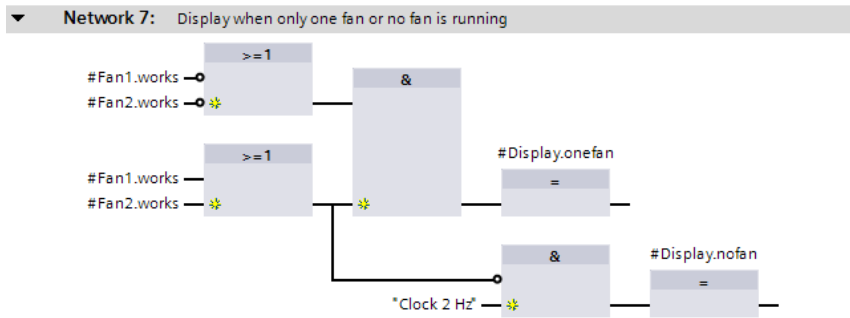 Network 7: Display when only one fan or no fan is running
>=1
#Fan1.works
#Fan2.works
&
>=1
#Fan1.works
#Fan2.works
#Display.onefan
=
&
"Clock 2 Hz"
#Display.nofan
=